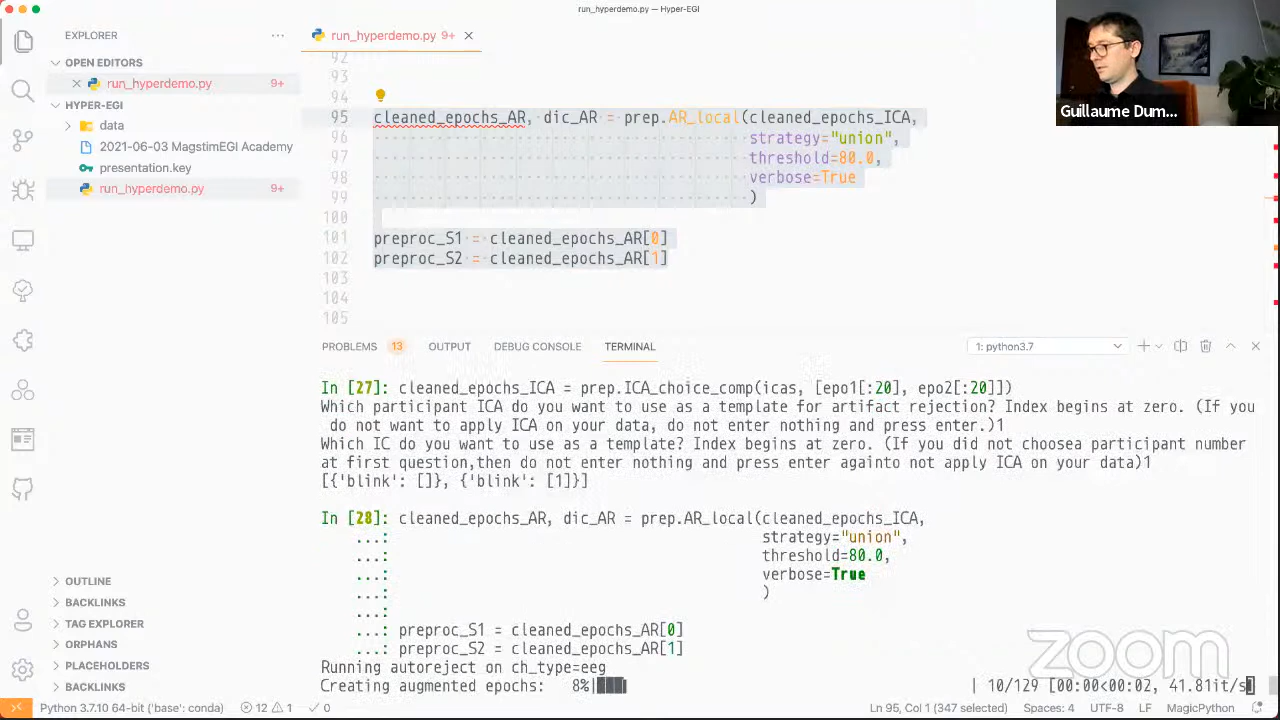 run_hyperdemo.py — Hyper-EGI
EXPLORER
run_hyperdemo.py 9+
OPEN EDITORS
run_hyperdemo.py 9+
HYPER-EGI
data
2021-06-03 MagstimEGI Academy
presentation.key
run_hyperdemo.py 9+
OUTLINE
BACKLINKS
TAG EXPLORER
ORPHANS
PLACEHOLDERS
BACKLINKS
92
93
94
95 cleaned_epochs_AR, dic_AR = prep.AR_local(cleaned_epochs_ICA,
96 strategy="union",
97 threshold=80.0,
98 verbose=True
99 )
100
101 preproc_S1 = cleaned_epochs_AR[0]
102 preproc_S2 = cleaned_epochs_AR[1]
103
104
105
Guillaume Dum...
PROBLEMS 13 OUTPUT DEBUG CONSOLE TERMINAL 1: python3.7
In [27]: cleaned_epochs_ICA = prep.ICA_choice_comp(icas, [epo1[:20], epo2[:20]])
Which participant ICA do you want to use as a template for artifact rejection? Index begins at zero. (If you
do not want to apply ICA on your data, do not enter nothing and press enter.)1
Which IC do you want to use as a template? Index begins at zero. (If you did not choosea participant number
at first question,then do not enter nothing and press enter againto not apply ICA on your data)1
[{'blink': []}, {'blink': [1]}]
In [28]: cleaned_epochs_AR, dic_AR = prep.AR_local(cleaned_epochs_ICA,
...: strategy="union",
...: threshold=80.0,
...: verbose=True
...: )
...:
...: preproc_S1 = cleaned_epochs_AR[0]
...: preproc_S2 = cleaned_epochs_AR[1]
Running autoreject on ch_type=eeg
Creating augmented epochs: 8%| | 10/129 [00:00<00:02, 41.81it/s]
zoom
Python 3.7.10 64-bit ('base': conda) 12 1 0 Ln 95, Col 1 (347 selected) Spaces: 4 UTF-8 LF MagicPython